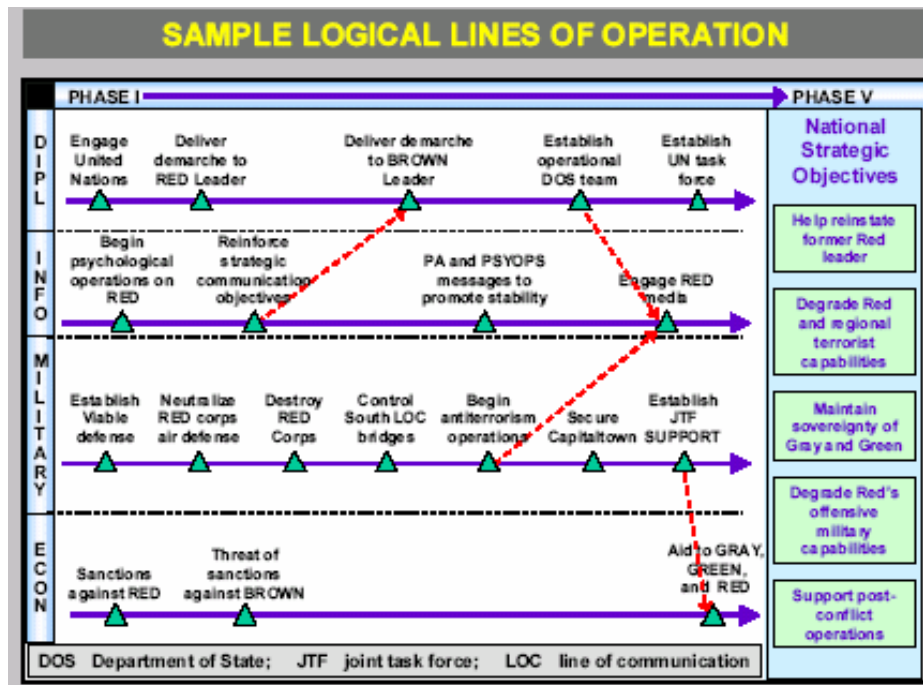 SAMPLE LOGICAL LINES OF OPERATION
PHASE I
PHASE V
DIPL
Engage
United
Nations
Deliver
demarche to
RED Leader
Deliver demarche
to BROWN
Leader
Establish
operational
DOS team
Establish
UN task
force
INFO
Begin
psychological
operations on
RED
Reinforce
strategic
communication
objectives
PA and PSYOPS
messages to
promote stability
Engage RED
media
MILITARY
Establish
Viable
defense
Neutralize
RED corps
air defense
Destroy
RED
Corps
Control
South LOC
bridges
Begin
antiterrorism
operations
Secure
Capitaltown
Establish
JTF
SUPPORT
ECON
Sanctions
against RED
Threat of
sanctions
against BROWN
Aid to GRAY,
GREEN,
and RED
National
Strategic
Objectives
Help reinstate
former Red
leader
Degrade Red
and regional
terrorist
capabilities
Maintain
sovereignty of
Gray and Green
Degrade Red's
offensive
military
capabilities
Support post-
conflict
operations
DOS Department of State; JTF joint task force; LOC line of communication